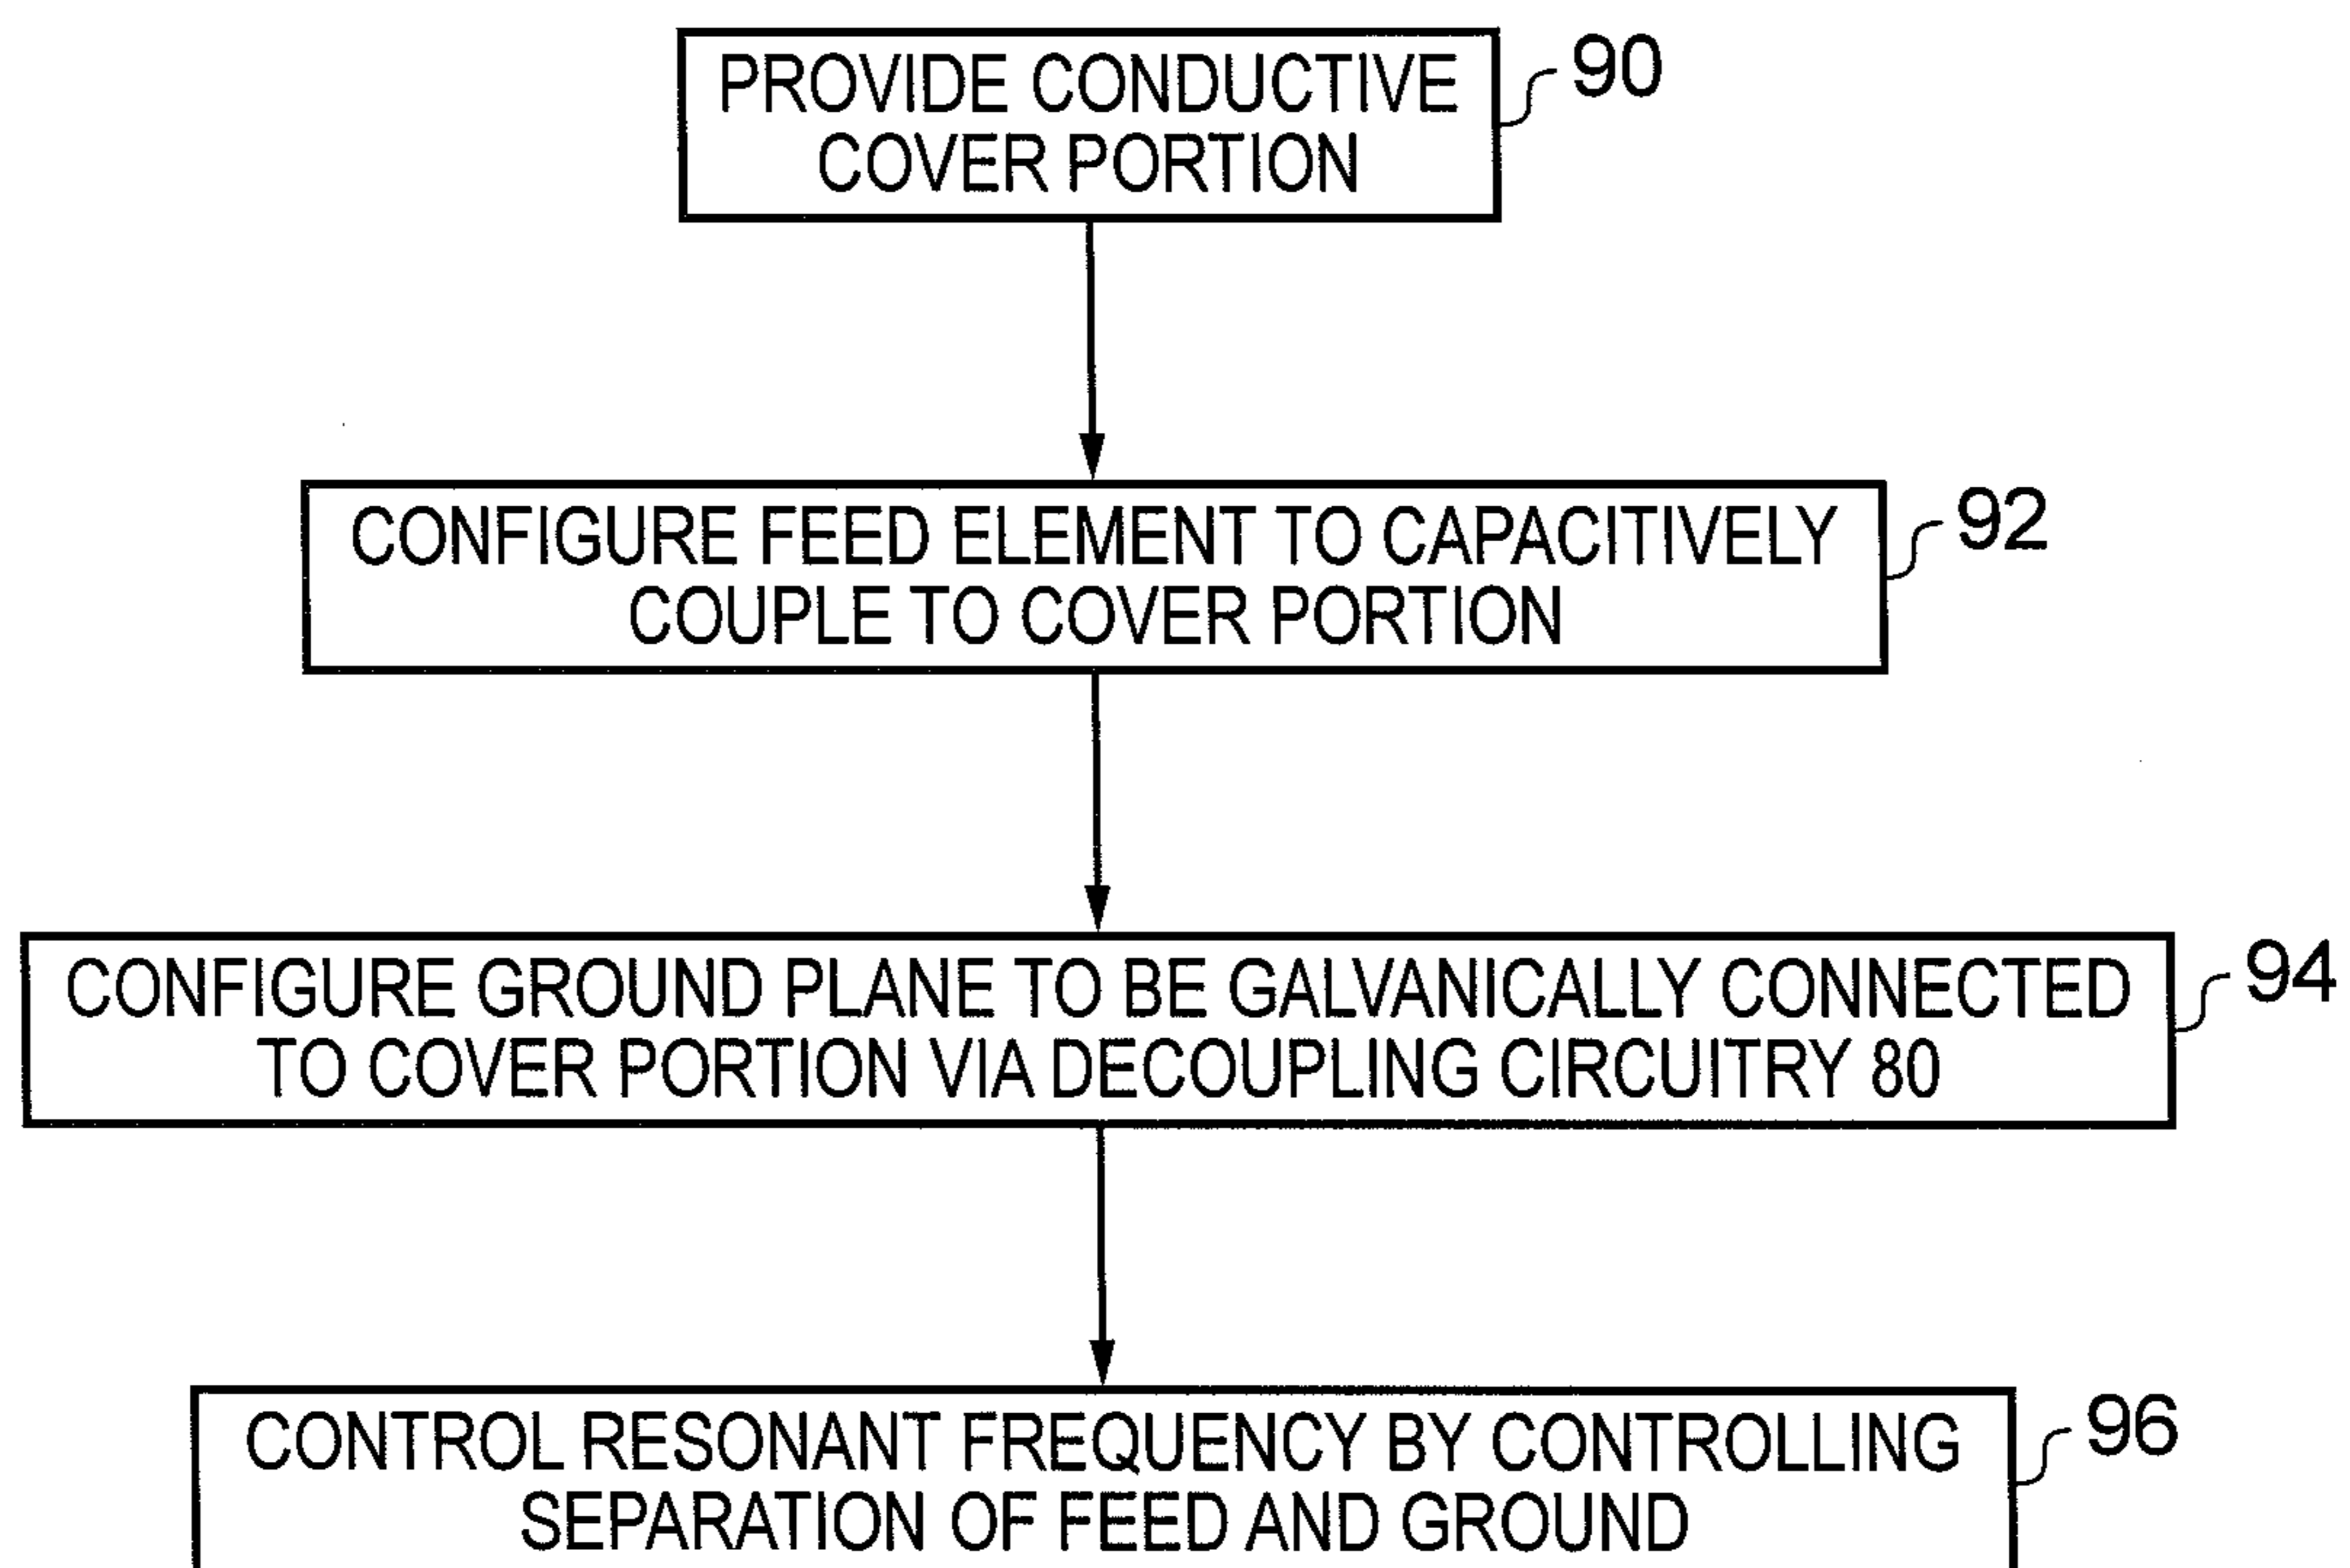 PROVIDE CONDUCTIVE
COVER PORTION
90
CONFIGURE FEED ELEMENT TO CAPACITIVELY
COUPLE TO COVER PORTION
92
CONFIGURE GROUND PLANE TO BE GALVANICALLY CONNECTED
TO COVER PORTION VIA DECOUPLING CIRCUITRY 80
94
CONTROL RESONANT FREQUENCY BY CONTROLLING
SEPARATION OF FEED AND GROUND
96